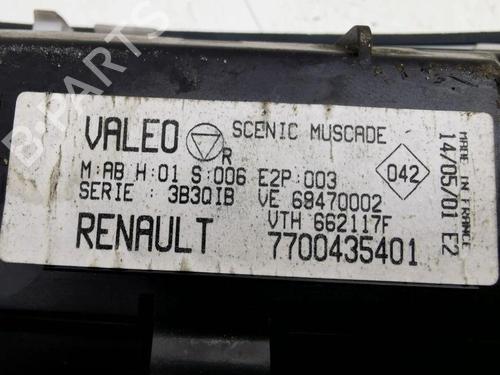 VALEO R SCENIC MUSCADE
M:AB H:01 S:006 E2P:003
SERIE : 3B3QIB VE 69470002
VTH 662117F
RENAULT 7700435401
042
MADE IN FRANCE
14/05/01 E2
B-PARTS